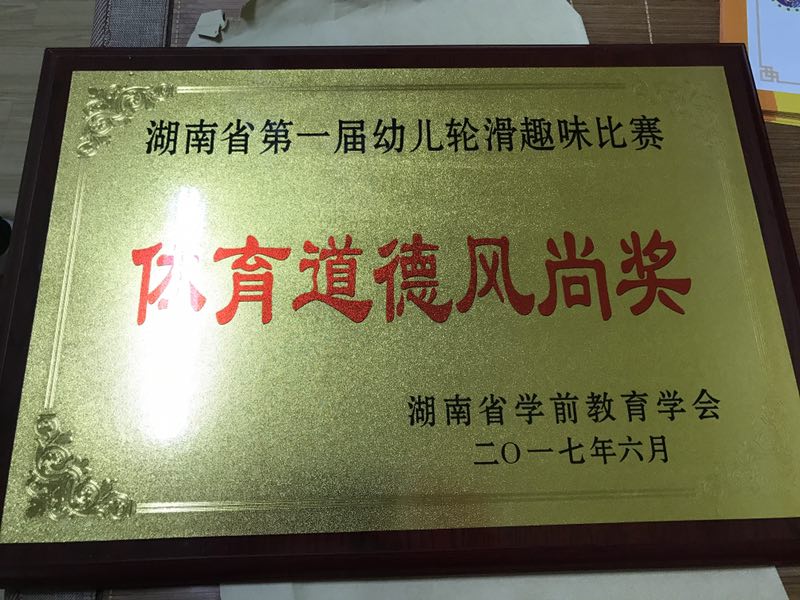 湖南省第一届幼儿轮滑趣味比赛
体育道德风尚奖
湖南省学前教育学会
二〇一七年六月